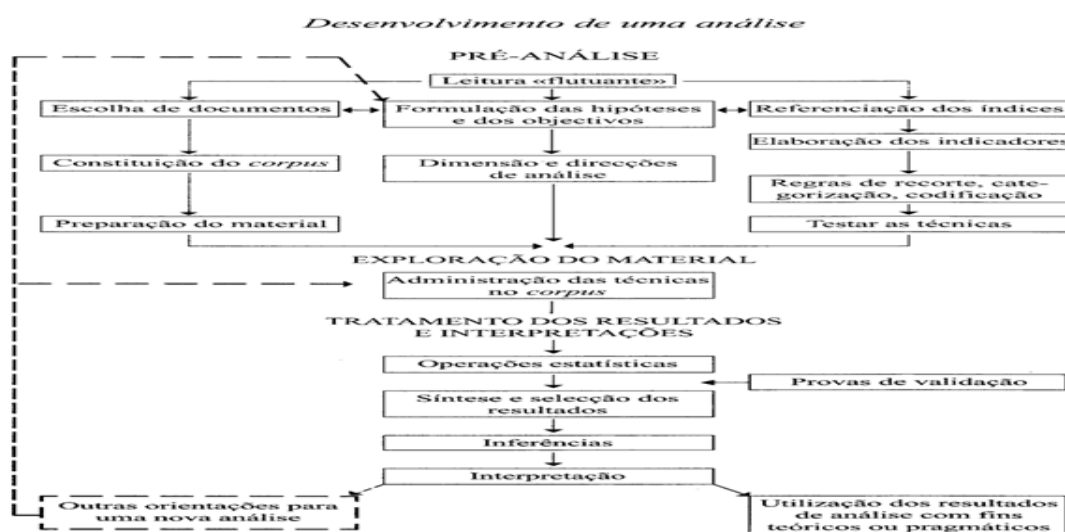 Desenvolvimento de uma análise
PRÉ-ANÁLISE
Leitura «flutuante»
Escolha de documentos
Formulação das hipóteses
e dos objectivos
Referenciação dos índices
Constituição do corpus
Dimensão e direcções
de análise
Elaboração dos indicadores
Regras de recorte, cate-
gorização, codificação
Preparação do material
Testar as técnicas
EXPLORAÇÃO DO MATERIAL
Administração das técnicas
no corpus
TRATAMENTO DOS RESULTADOS
E INTERPRETAÇÕES
Operações estatísticas
Provas de validação
Síntese e selecção dos
resultados
Inferências
Interpretação
Outras orientações para
uma nova análise
Utilização dos resultados
de análise com fins
teóricos ou pragmáticos